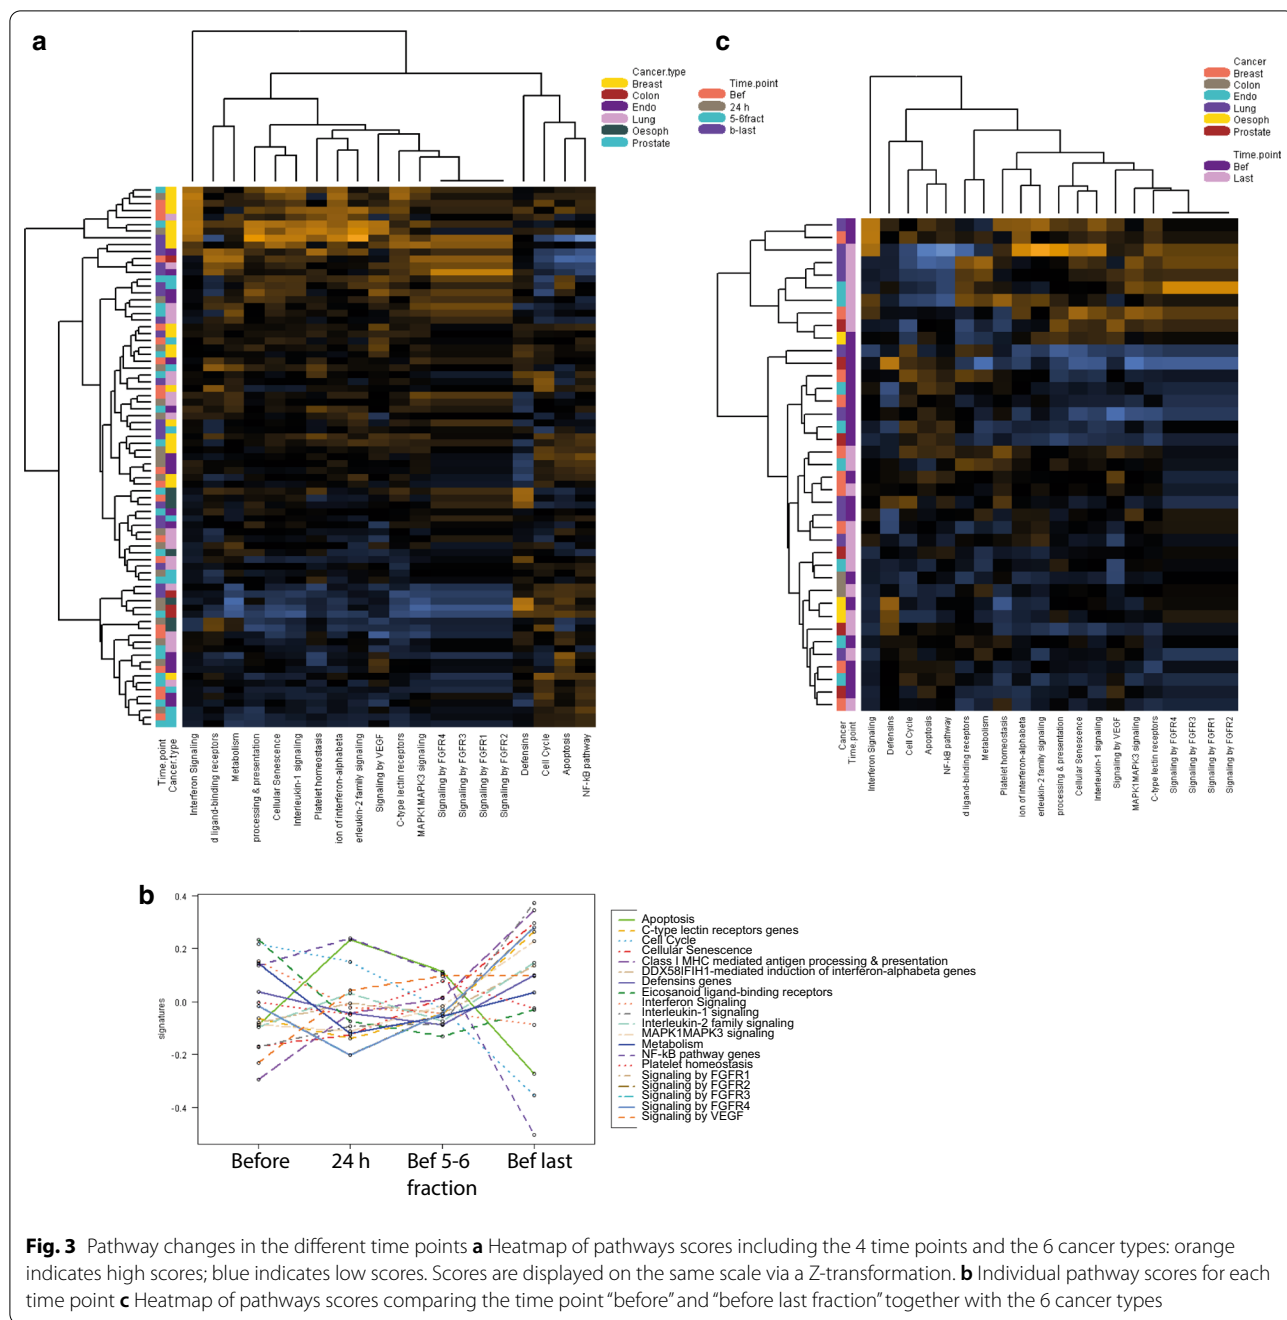 a
Cancer.type
Breast
Colon
Endo
Lung
Oesoph
Prostate
Time.point
Bef
24 h
5-6fract
b-last
Time.point
Cancer.type
Interferon Signaling
d ligand-binding receptors
Metabolism
processing & presentation
Cellular Senescence
Interleukin-1 signaling
Platelet homeostasis
ion of interferon-alphabeta
erleukin-2 family signaling
Signaling by VEGF
C-type lectin receptors
MAPK1MAPK3 signaling
Signaling by FGFR4
Signaling by FGFR3
Signaling by FGFR1
Signaling by FGFR2
Defensins
Cell Cycle
Apoptosis
NF-kB pathway
c
Cancer
Breast
Colon
Endo
Lung
Oesoph
Prostate
Time.point
Bef
Last
Cancer
Time.point
Interferon Signaling
Defensins
Cell Cycle
Apoptosis
NF-kB pathway
d ligand-binding receptors
Metabolism
Platelet homeostasis
ion of interferon-alphabeta
erleukin-2 family signaling
processing & presentation
Cellular Senescence
Interleukin-1 signaling
Signaling by VEGF
MAPK1MAPK3 signaling
C-type lectin receptors
Signaling by FGFR4
Signaling by FGFR3
Signaling by FGFR1
Signaling by FGFR2
b
signatures
0.4
0.2
0.0
-0.2
-0.4
Before
24 h
Bef 5-6
fraction
Bef last
Apoptosis
C-type lectin receptors genes
Cell Cycle
Cellular Senescence
Class I MHC mediated antigen processing & presentation
DDX58IFIH1-mediated induction of interferon-alphabeta genes
Defensins genes
Eicosanoid ligand-binding receptors
Interferon Signaling
Interleukin-1 signaling
Interleukin-2 family signaling
MAPK1MAPK3 signaling
Metabolism
NF-kB pathway genes
Platelet homeostasis
Signaling by FGFR1
Signaling by FGFR2
Signaling by FGFR3
Signaling by FGFR4
Signaling by VEGF
Fig. 3 Pathway changes in the different time points a Heatmap of pathways scores including the 4 time points and the 6 cancer types: orange
indicates high scores; blue indicates low scores. Scores are displayed on the same scale via a Z-transformation. b Individual pathway scores for each
time point c Heatmap of pathways scores comparing the time point "before" and "before last fraction" together with the 6 cancer types